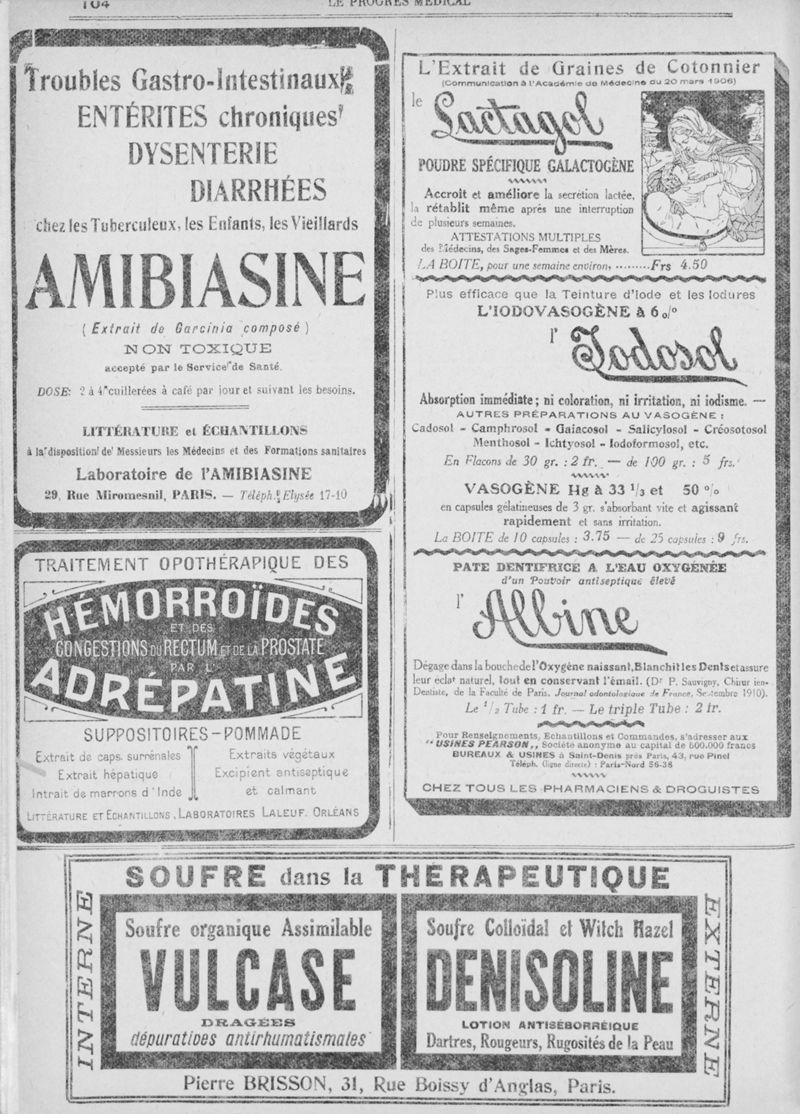 104
LE PROGRÈS MÉDICAL
Troubles Gastro-Intestinaux
ENTÉRITES chroniques
DYSENTERIE
DIARRHÉES
chez les Tuberculeux, les Enfants, les Vieillards
AMIBIASINE
(Extrait de Garcinia composé)
NON TOXIQUE
accepté par le Service de Santé.
DOSE: 2 à 4 cuillerées à café par jour et suivant les besoins.
LITTÉRATURE et ÉCHANTILLONS
à la disposition de Messieurs les Médecins et des Formations sanitaires
Laboratoire de l'AMIBIASINE
29, Rue Miromesnil, PARIS. — Téléph. Elysée 17-10
TRAITEMENT OPOTHÉRAPIQUE DES
HÉMORROÏDES
ET DES
CONGESTIONS DU RECTUM ET DE LA PROSTATE
PAR L'
ADRÉPATINE
SUPPOSITOIRES-POMMADE
Extrait de caps. surrénales
Extrait hépatique
Intrait de marrons d'Inde
Extraits végétaux
Excipient antiseptique
et calmant
LITTÉRATURE ET ECHANTILLONS, LABORATOIRES LALEUF. ORLÉANS
L'Extrait de Graines de Cotonnier
(Communication à l'Académie de Médecine du 20 mars 1906)
le
Lactagol
POUDRE SPÉCIFIQUE GALACTOGÈNE
Accroit et améliore la secrétion lactée,
la rétablit même après une interruption
de plusieurs semaines.
ATTESTATIONS MULTIPLES
des Médecins, des Sages-Femmes et des Mères.
LA BOITE, pour une semaine environ, ......... Frs 4.50
Plus efficace que la Teinture d'Iode et les Iodures
L'IODOVASOGÈNE à 6 o/o
l'
Iodosol
Absorption immédiate; ni coloration, ni irritation, ni iodisme. —
AUTRES PRÉPARATIONS AU VASOGÈNE :
Cadosol - Camphrosol - Gaïacosol - Salicylosol - Créosotosol
Menthosol - Ichtyosol - Iodoformosol, etc.
En Flacons de 30 gr. : 2 fr. — de 100 gr. : 5 frs.
VASOGÈNE Hg à 33 1/3 et 50 o/o
en capsules gélatineuses de 3 gr. s'absorbant vite et agissant
rapidement et sans irritation.
La BOITE de 10 capsules : 3.75 — de 25 capsules : 9 frs.
PATE DENTIFRICE A L'EAU OXYGÉNÉE
d'un Pouvoir antiseptique élevé
l'
Albine
Dégage dans la bouche de l'Oxygène naissant, Blanchit les Dents et assure
leur éclat naturel, tout en conservant l'émail. (Dr P. Sauvigny, Chirur ien-
Dentiste, de la Faculté de Paris. Journal odontologique de France, Septembre 1910).
Le 1/2 Tube : 1 fr. — Le triple Tube : 2 fr.
Pour Renseignements, Echantillons et Commandes, s'adresser aux
"USINES PEARSON,, Société anonyme au capital de 500.000 francs
BUREAUX & USINES à Saint-Denis près Paris, 43, rue Pinel
Téléph. (ligne directe) : Paris-Nord 56-38
CHEZ TOUS LES PHARMACIENS & DROGUISTES
SOUFRE dans la THÉRAPEUTIQUE
INTERNE
Soufre organique Assimilable
VULCASE
DRAGÉES
dépuratives antirhumatismales
Soufre Colloïdal et Witch Hazel
DENISOLINE
LOTION ANTISÉBORRÉIQUE
Dartres, Rougeurs, Rugosités de la Peau
EXTERNE
Pierre BRISSON, 31, Rue Boissy d'Anglas, Paris.